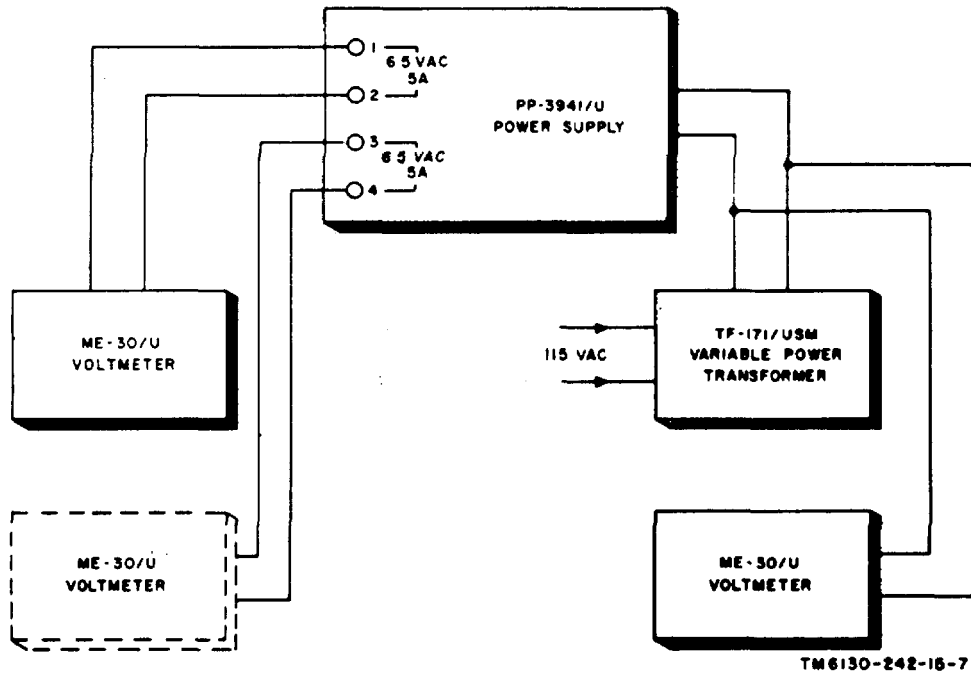 1
6.5 VAC
5A
2
3
6.5 VAC
5A
4
PP-3941/U
POWER SUPPLY
ME-30/U
VOLTMETER
115 VAC
TF-171/USM
VARIABLE POWER
TRANSFORMER
ME-30/U
VOLTMETER
ME-30/U
VOLTMETER
TM6130-242-15-7